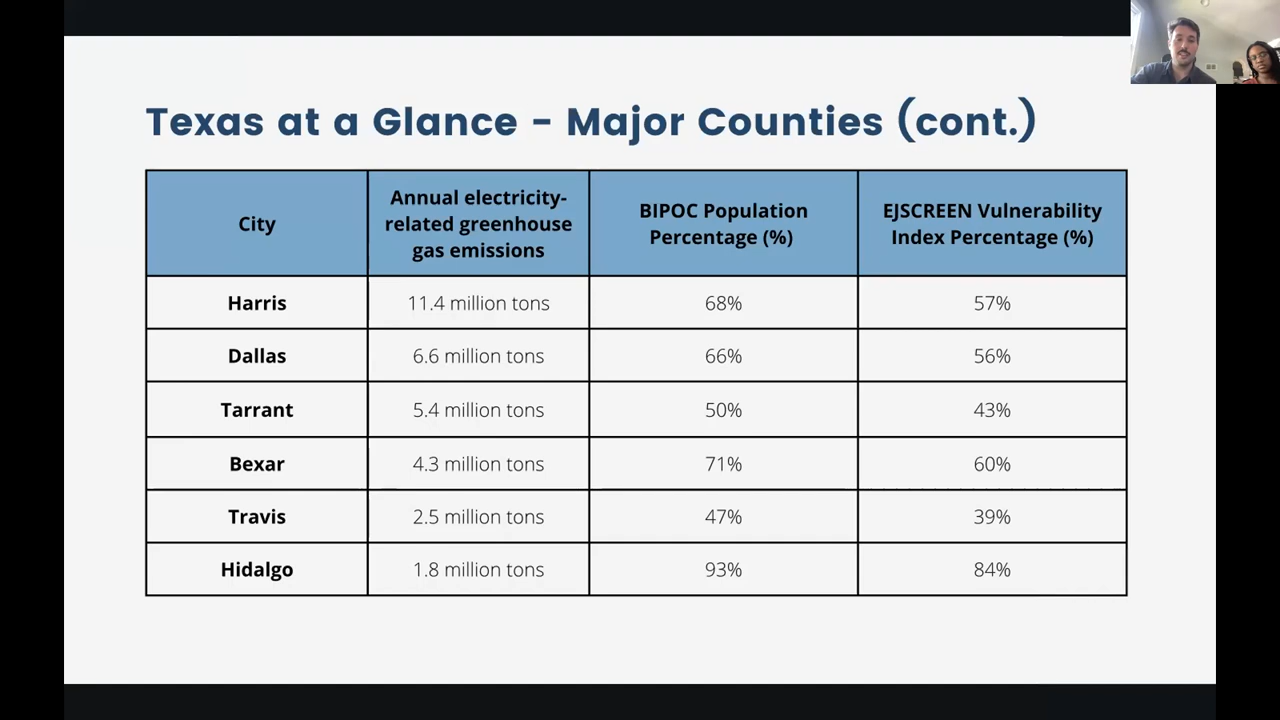 Texas at a Glance - Major Counties (cont.)
City
Annual electricity-
related greenhouse
gas emissions
BIPOC Population
Percentage (%)
EJSCREEN Vulnerability
Index Percentage (%)
Harris 11.4 million tons 68% 57%
Dallas 6.6 million tons 66% 56%
Tarrant 5.4 million tons 50% 43%
Bexar 4.3 million tons 71% 60%
Travis 2.5 million tons 47% 39%
Hidalgo 1.8 million tons 93% 84%